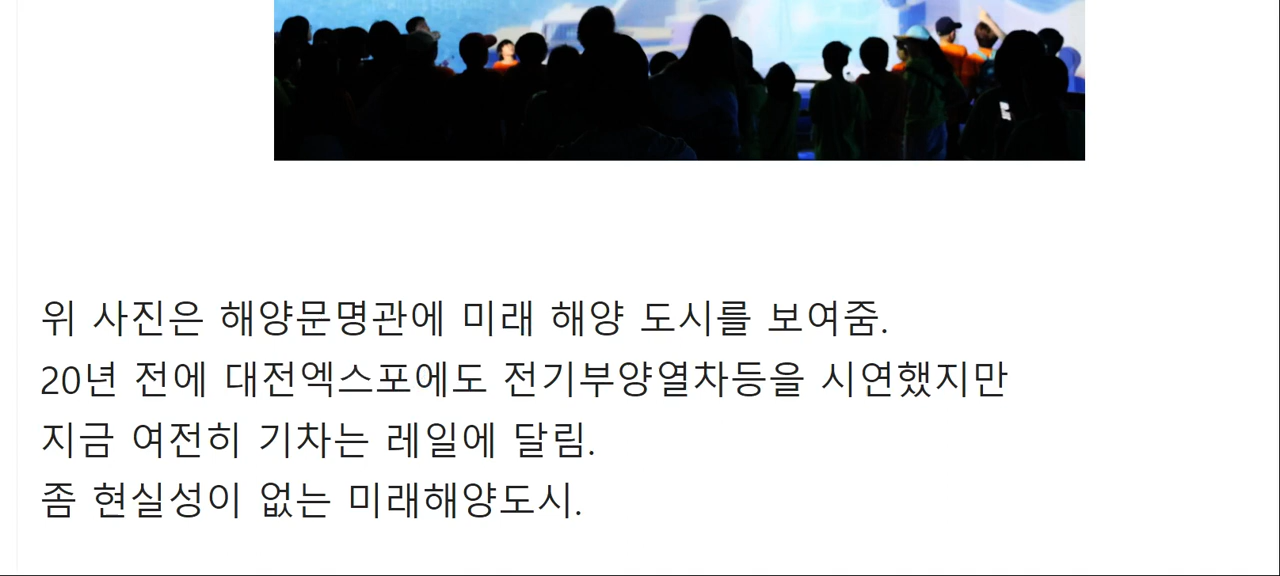 위 사진은 해양문명관에 미래 해양 도시를 보여줌.
20년 전에 대전엑스포에도 전기부양열차등을 시연했지만
지금 여전히 기차는 레일에 달림.
좀 현실성이 없는 미래해양도시.